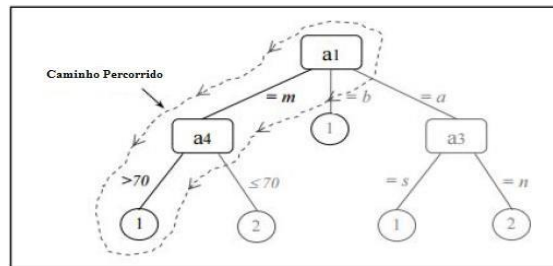 a1
Caminho Percorrido
= m
= b
= a
1
a4
a3
>70
≤70
= s
= n
1
2
1
2